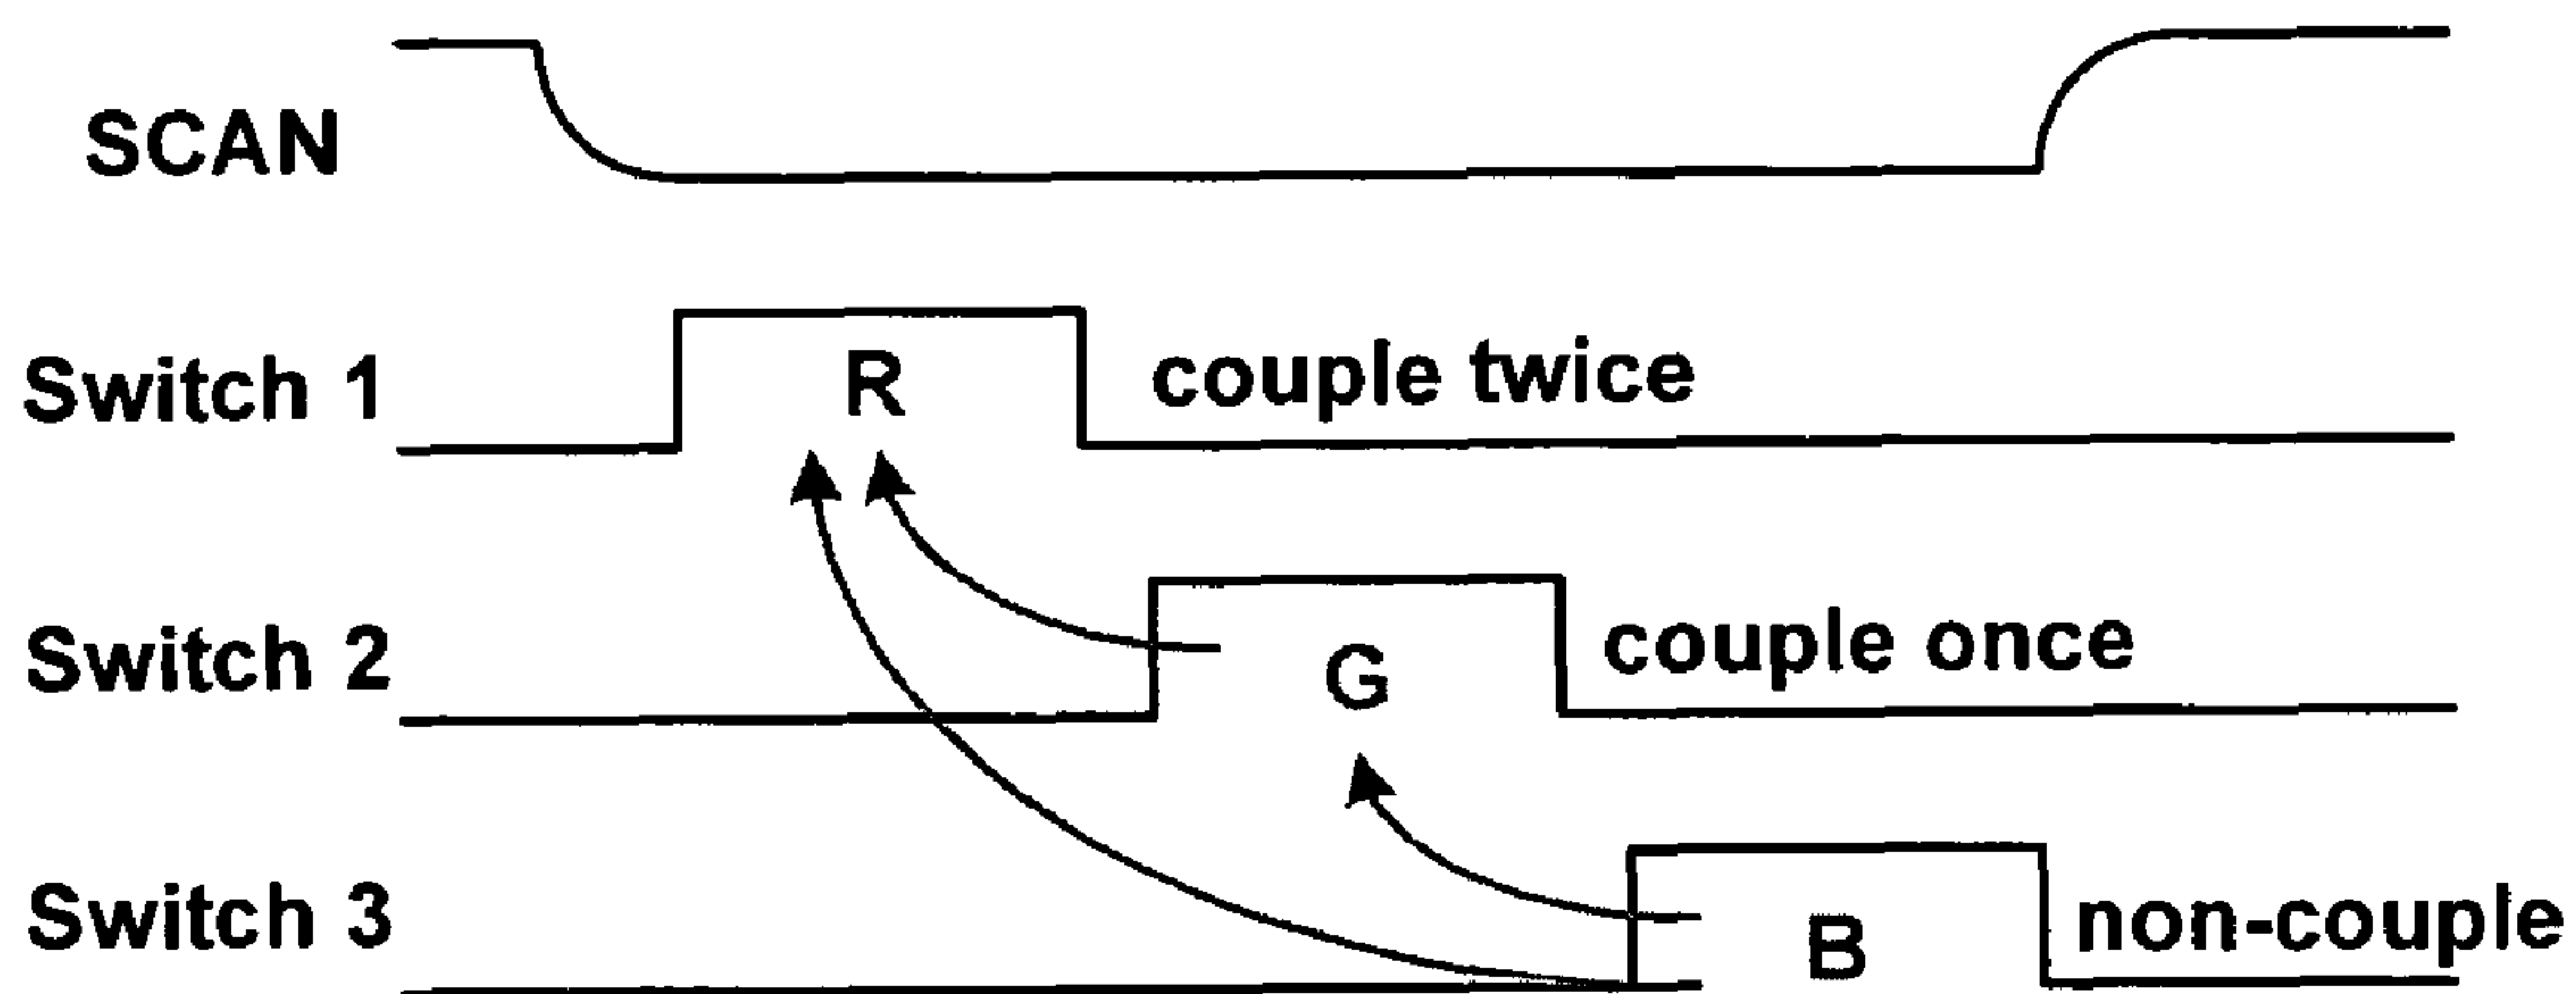 SCAN
Switch 1
R
couple twice
Switch 2
G
couple once
Switch 3
B
non-couple